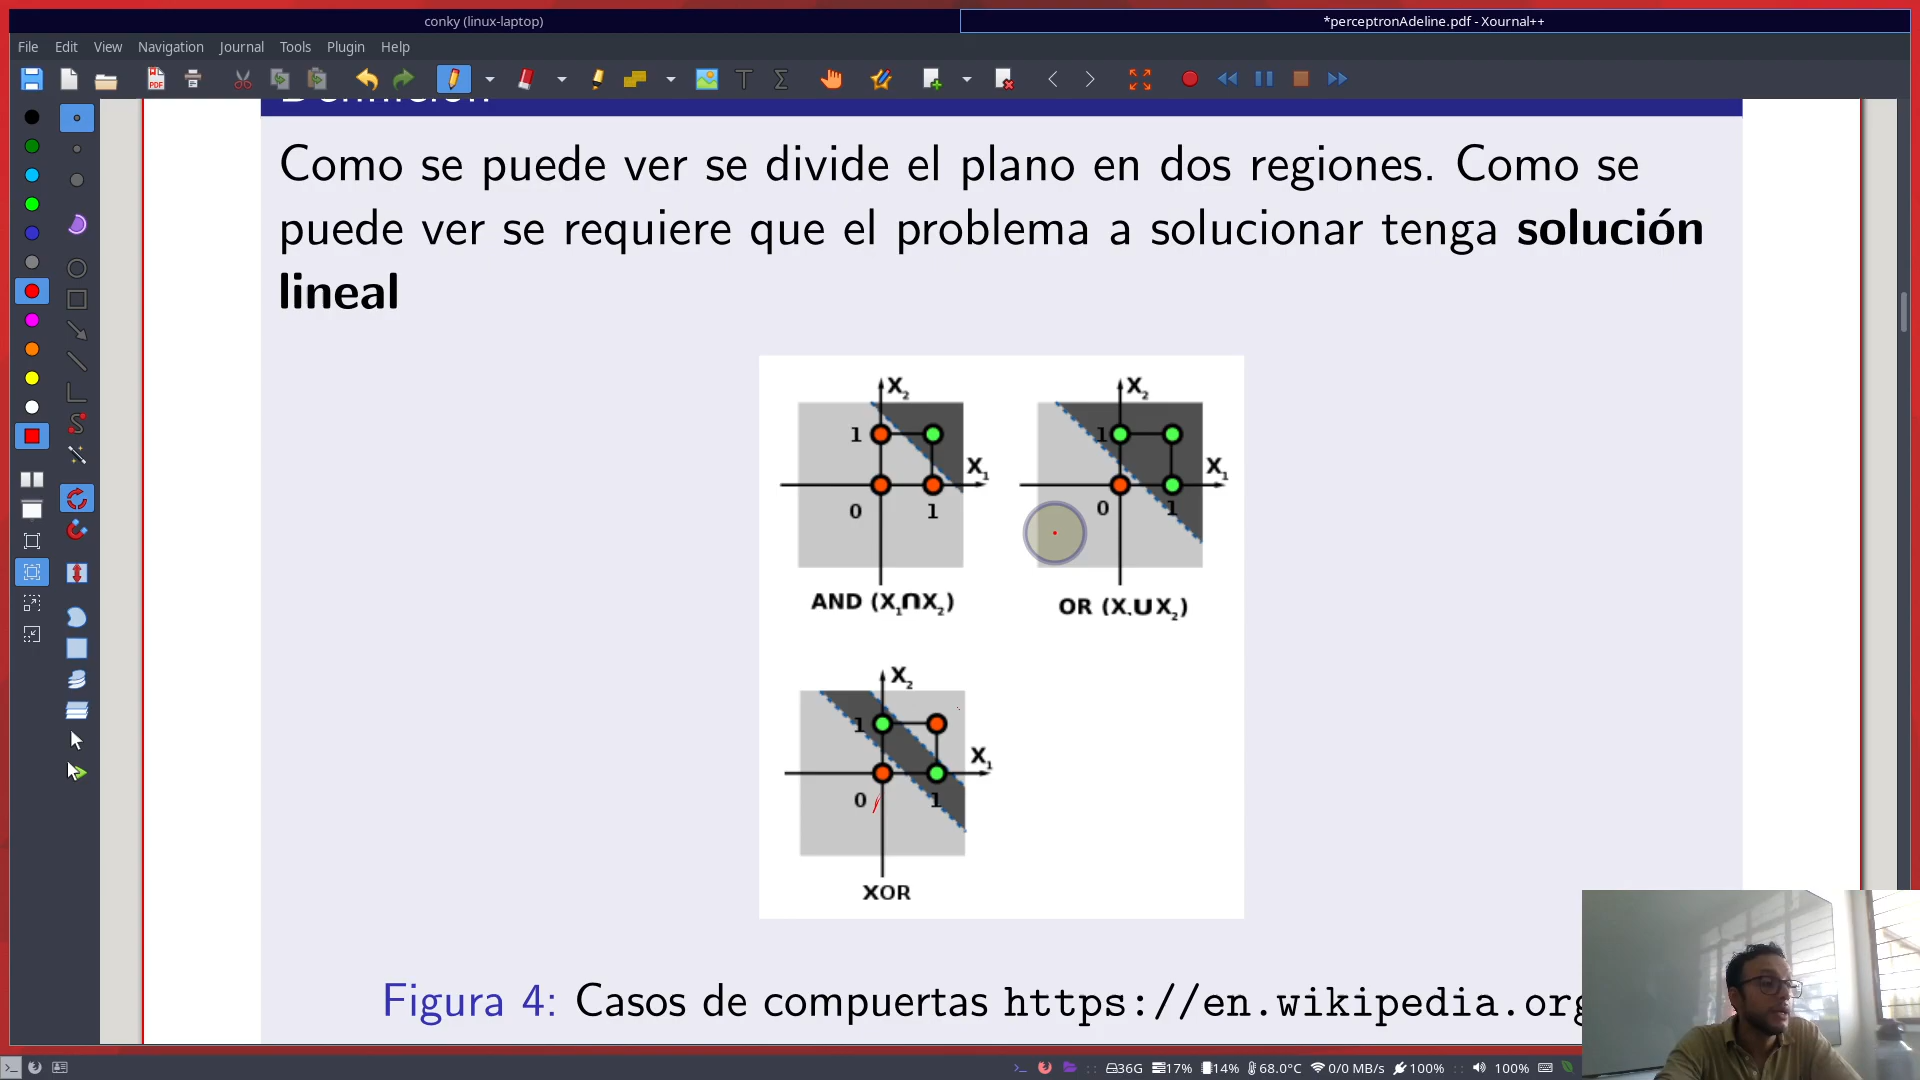 conky (linux-laptop)
*perceptronAdeline.pdf - Xournal++
File Edit View Navigation Journal Tools Plugin Help
Como se puede ver se divide el plano en dos regiones. Como se
puede ver se requiere que el problema a solucionar tenga solución
lineal
X2
X2
1
1
X1
X1
0
1
0
1
AND (X1∩X2)
OR (X1∪X2)
X2
1
X1
0
1
XOR
Figura 4: Casos de compuertas https://en.wikipedia.org
36G 17% 14% 68.0°C 0/0 MB/s 100% 100%